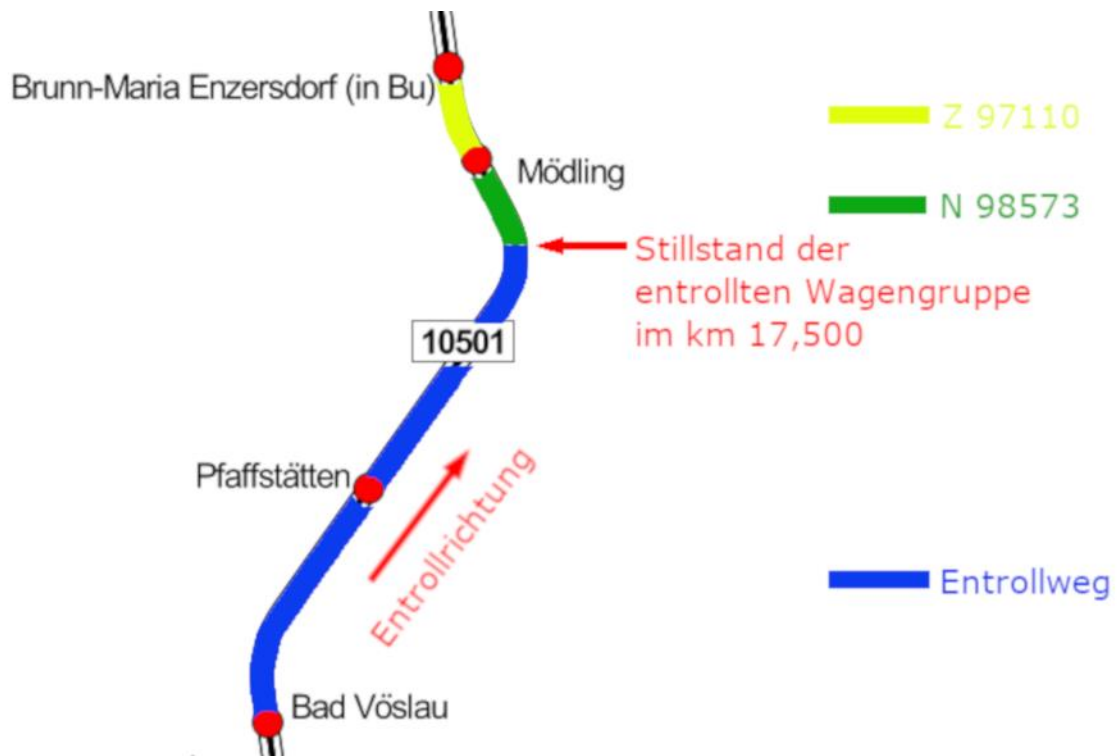 Brunn-Maria Enzersdorf (in Bu)
Z 97110
Mödling
N 98573
Stillstand der
entrollten Wagengruppe
im km 17,500
10501
Pfaffstätten
Entrollrichtung
Entrollweg
Bad Vöslau